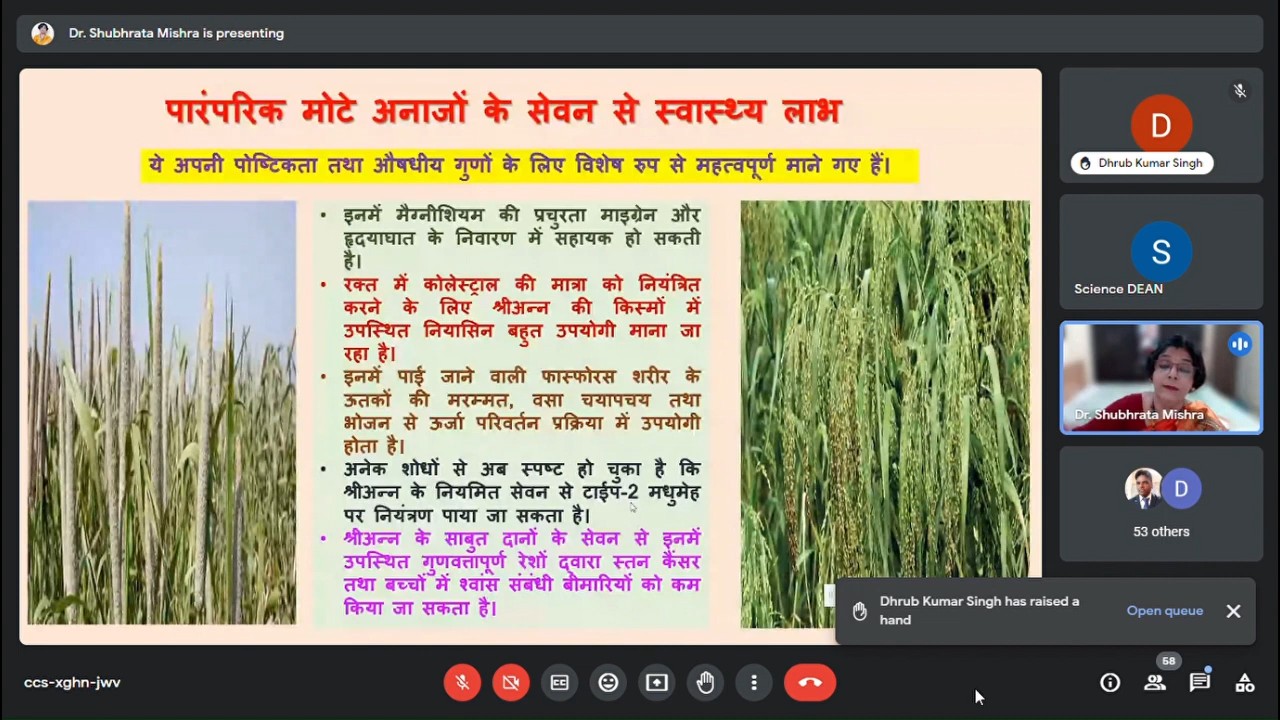 Dr. Shubhrata Mishra is presenting
पारंपरिक मोटे अनाजों के सेवन से स्वास्थ्य लाभ
ये अपनी पोष्टिकता तथा औषधीय गुणों के लिए विशेष रुप से महत्वपूर्ण माने गए हैं।
• इनमें मैग्नीशियम की प्रचुरता माइग्रेन और
हृदयाघात के निवारण में सहायक हो सकती
है।
• रक्त में कोलेस्ट्राल की मात्रा को नियंत्रित
करने के लिए श्रीअन्न की किस्मों में
उपस्थित नियासिन बहुत उपयोगी माना जा
रहा है।
• इनमें पाई जाने वाली फास्फोरस शरीर के
ऊतकों की मरम्मत, वसा चयापचय तथा
भोजन से ऊर्जा परिवर्तन प्रक्रिया में उपयोगी
होता है।
• अनेक शोधों से अब स्पष्ट हो चुका है कि
श्रीअन्न के नियमित सेवन से टाईप-2 मधुमेह
पर नियंत्रण पाया जा सकता है।
• श्रीअन्न के साबुत दानों के सेवन से इनमें
उपस्थित गुणवत्तापूर्ण रेशों द्वारा स्तन कैंसर
तथा बच्चों में श्वांस संबंधी बीमारियों को कम
किया जा सकता है।
D
Dhrub Kumar Singh
S
Science DEAN
Dr. Shubhrata Mishra
D
53 others
Dhrub Kumar Singh has raised a
hand
Open queue
ccs-xghn-jwv
CC
58